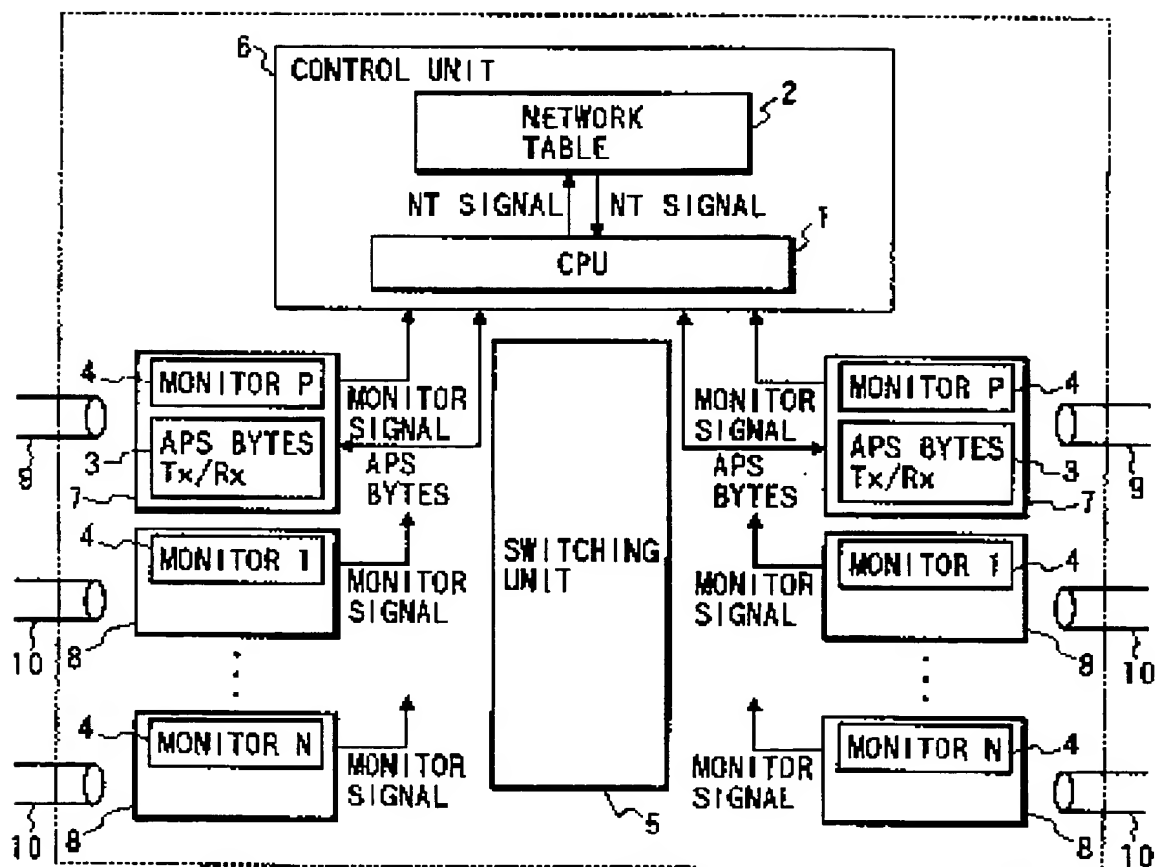 6
CONTROL UNIT
2
NETWORK
TABLE
NT SIGNAL
NT SIGNAL
1
CPU
4
MONITOR P
MONITOR
SIGNAL
3
APS BYTES
Tx/Rx
APS
BYTES
9
7
4
MONITOR 1
MONITOR
SIGNAL
10
8
4
MONITOR N
MONITOR
SIGNAL
10
8
SWITCHING
UNIT
5
MONITOR P
4
MONITOR
SIGNAL
APS BYTES
Tx/Rx
3
APS
BYTES
7
9
MONITOR 1
4
MONITOR
SIGNAL
8
10
MONITOR N
4
MONITOR
SIGNAL
8
10